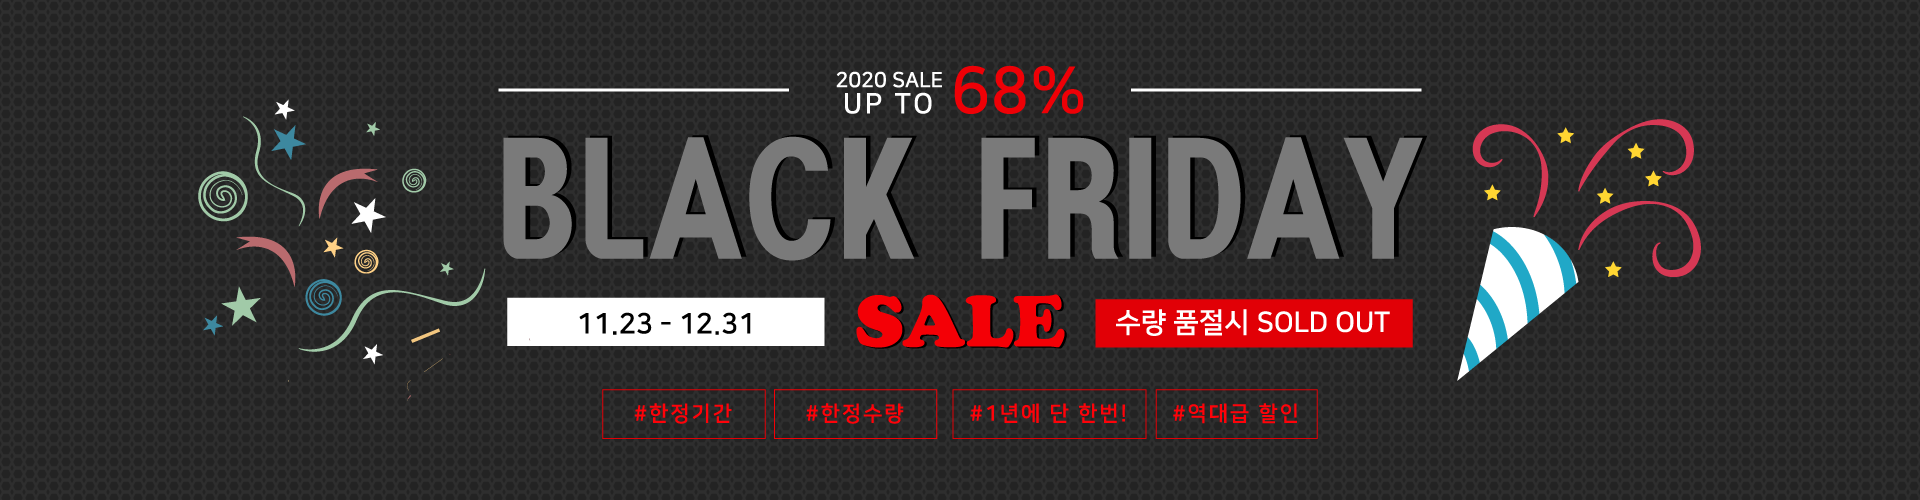 2020 SALE
UP TO 68%
BLACK FRIDAY
11.23 - 12.31 SALE 수량 품절시 SOLD OUT
#한정기간 #한정수량 #1년에 단 한번! #역대급 할인